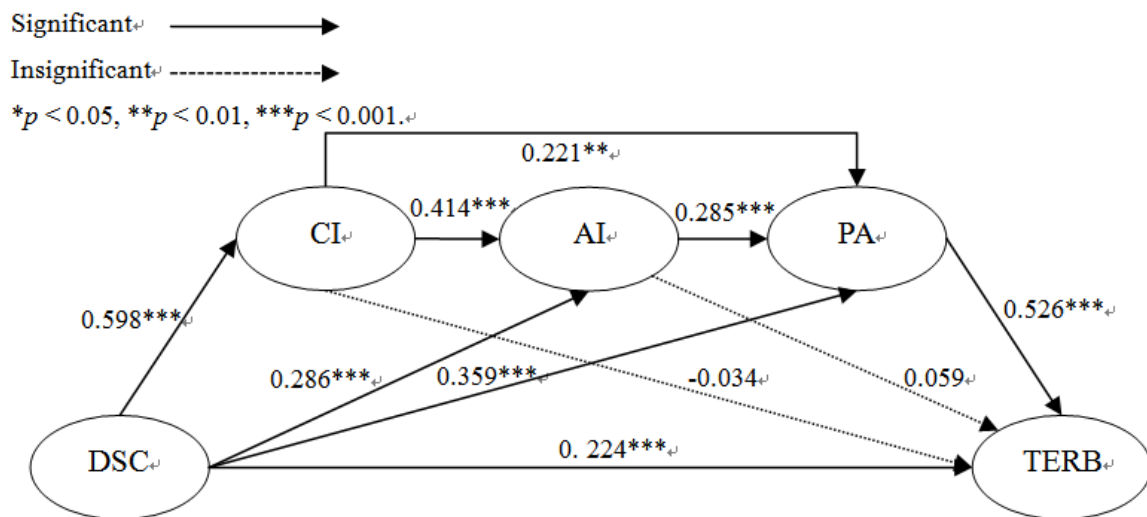 Significant↵
Insignificant↵
*p < 0.05, **p < 0.01, ***p < 0.001.↵
0.221**↵
CI↵
0.414***
AI↵
0.285***
PA↵
0.598***↵
0.526***↵
0.286***↵
0.359***↵
-0.034↵
0.059↵
DSC↵
0. 224***↵
TERB↵